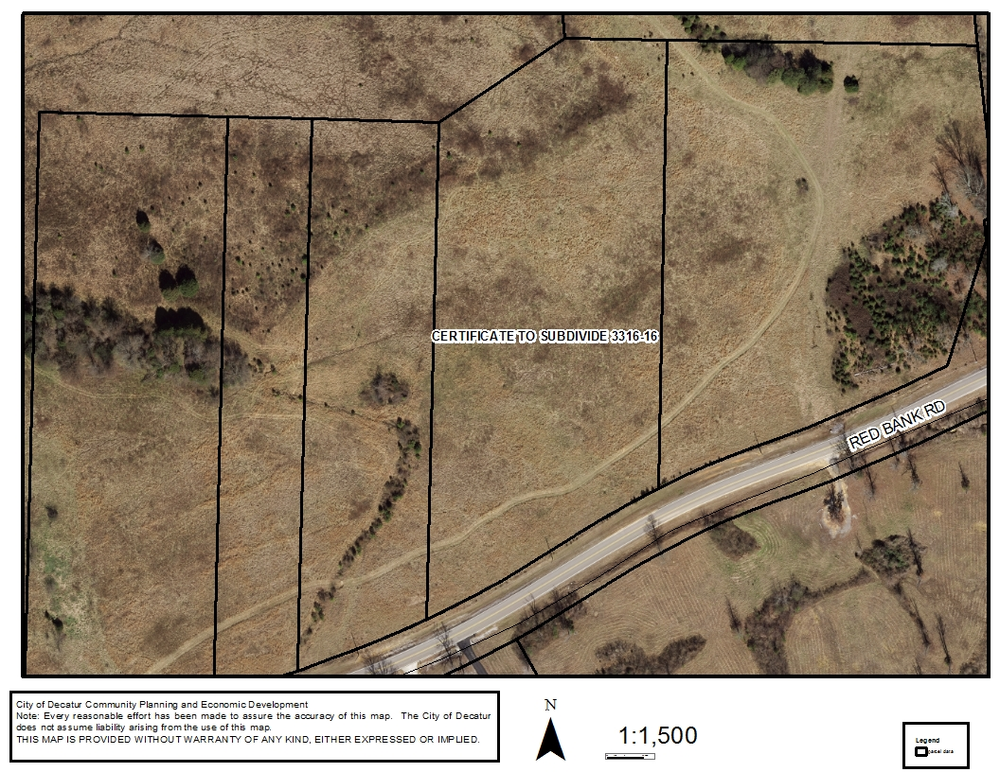 CERTIFICATE TO SUBDIVIDE 3316-16
RED BANK RD
City of Decatur Community Planning and Economic Development
Note: Every reasonable effort has been made to assure the accuracy of this map. The City of Decatur
does not assume liability arising from the use of this map.
THIS MAP IS PROVIDED WITHOUT WARRANTY OF ANY KIND, EITHER EXPRESSED OR IMPLIED.
N
1:1,500
Legend
parcel data